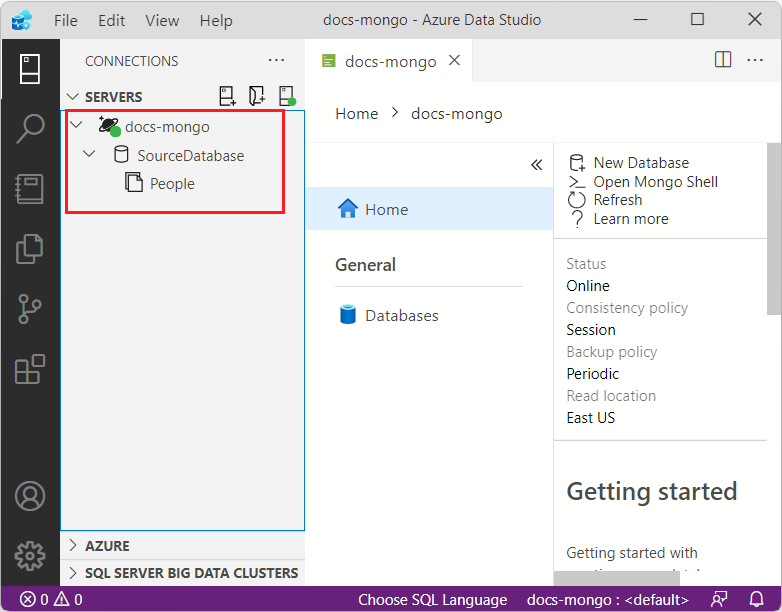 File Edit View Help docs-mongo - Azure Data Studio
CONNECTIONS
SERVERS
docs-mongo
SourceDatabase
People
AZURE
SQL SERVER BIG DATA CLUSTERS
docs-mongo
Home > docs-mongo
Home
General
Databases
New Database
Open Mongo Shell
Refresh
Learn more
Status
Online
Consistency policy
Session
Backup policy
Periodic
Read location
East US
Getting started
Getting started with
0 0 Choose SQL Language docs-mongo : <default>